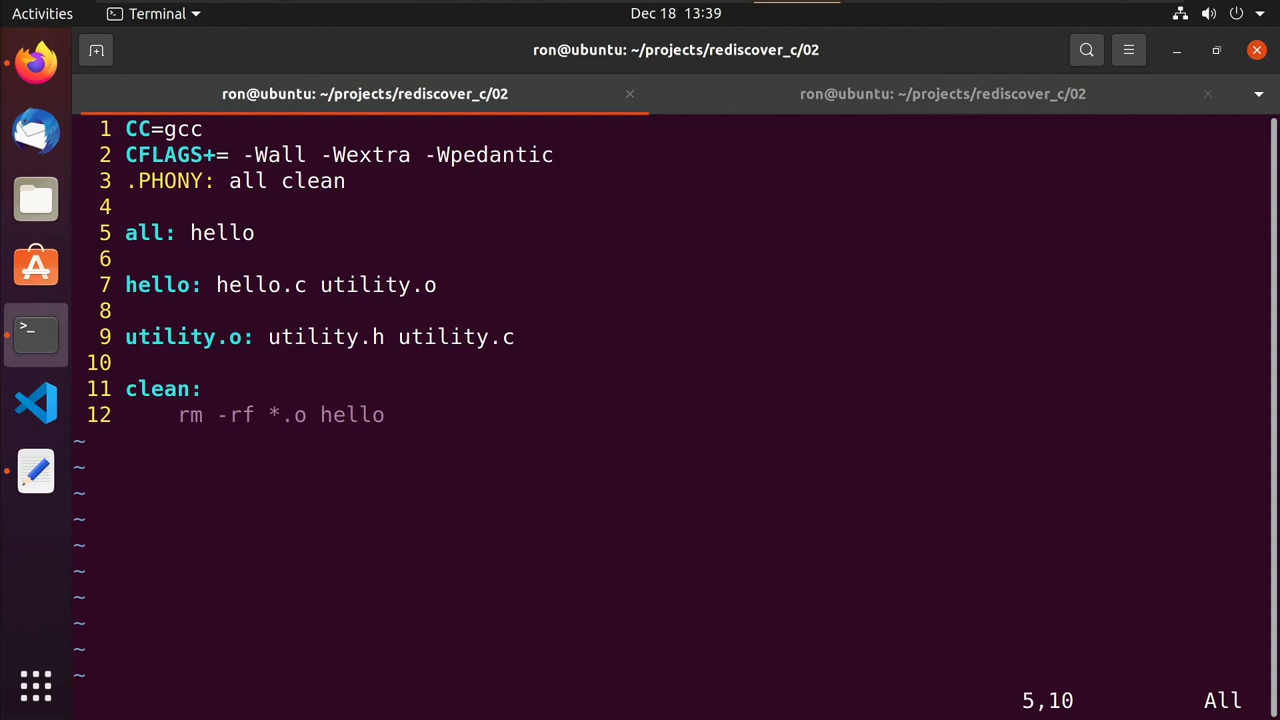 Activities
Terminal
Dec 18 13:39
ron@ubuntu: ~/projects/rediscover_c/02
ron@ubuntu: ~/projects/rediscover_c/02
ron@ubuntu: ~/projects/rediscover_c/02
1 CC=gcc
2 CFLAGS+= -Wall -Wextra -Wpedantic
3 .PHONY: all clean
4
5 all: hello
6
7 hello: hello.c utility.o
8
9 utility.o: utility.h utility.c
10
11 clean:
12     rm -rf *.o hello
~
~
~
~
~
~
~
~
~
~
5,10 All